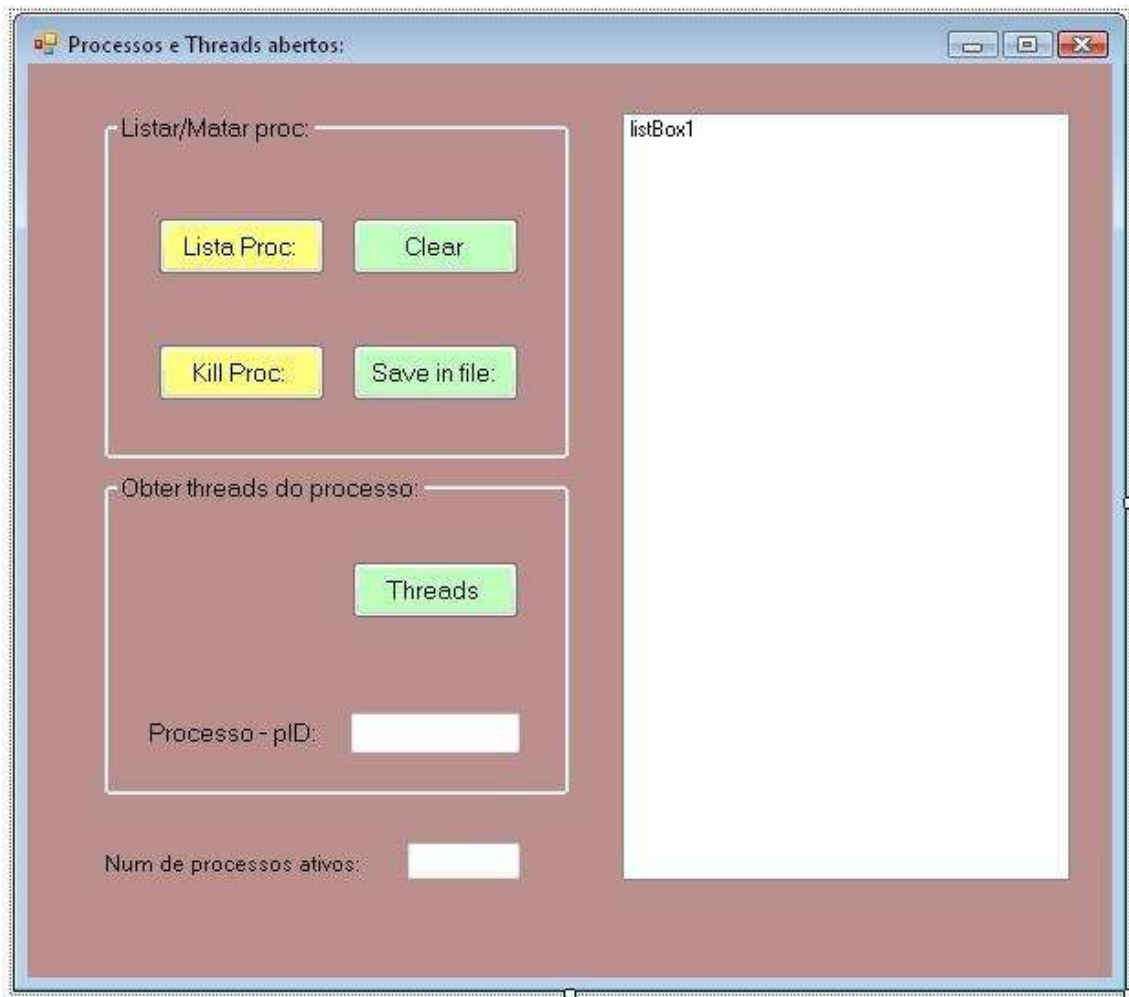 Processos e Threads abertos:
Listar/Matar proc:
Lista Proc:
Clear
Kill Proc:
Save in file:
Obter threads do processo:
Threads
Processo - pID:
Num de processos ativos:
listBox1